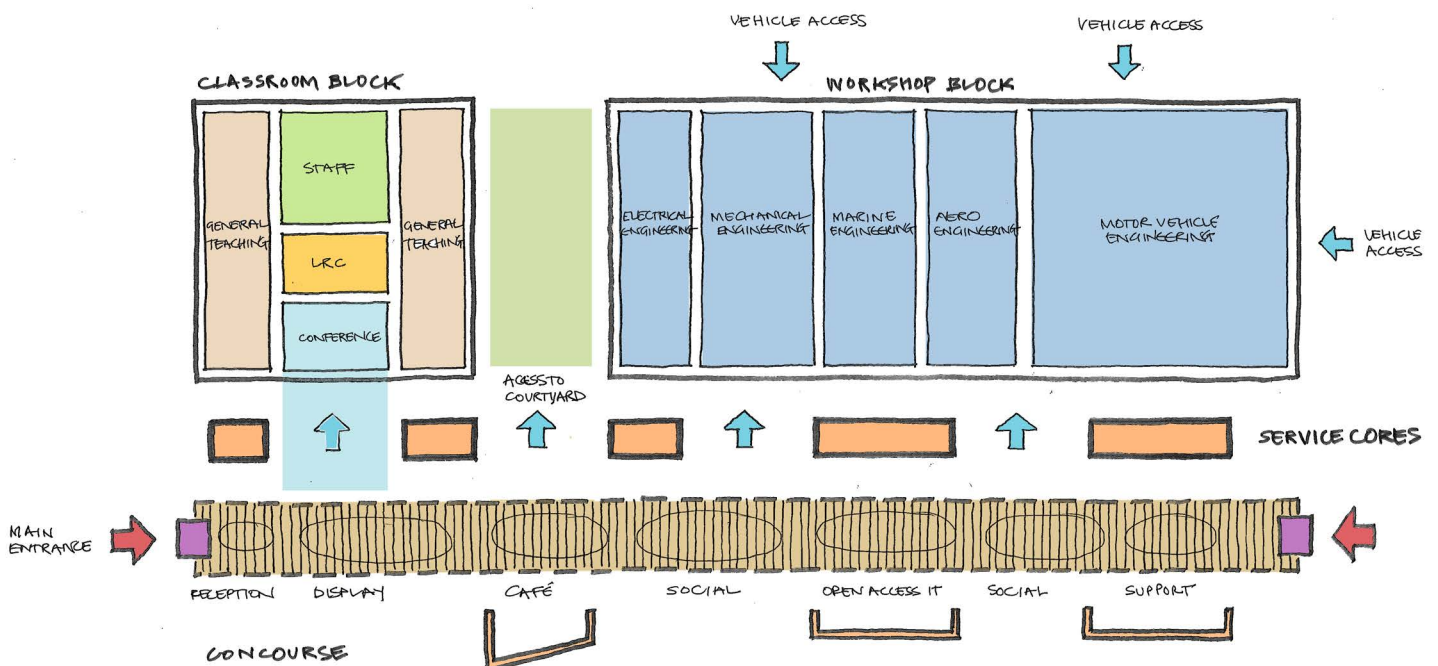 VEHICLE ACCESS
VEHICLE ACCESS
CLASSROOM BLOCK
WORKSHOP BLOCK
STAFF
GENERAL
TEACHING
GENERAL
TEACHING
LRC
CONFERENCE
ELECTRICAL
ENGINEERING
MECHANICAL
ENGINEERING
MARINE
ENGINEERING
AERO
ENGINEERING
MOTOR VEHICLE
ENGINEERING
VEHICLE
ACCESS
ACESS TO
COURTYARD
SERVICE CORES
MAIN
ENTRANCE
RECEPTION
DISPLAY
CAFÉ
SOCIAL
OPEN ACCESS IT
SOCIAL
SUPPORT
CONCOURSE